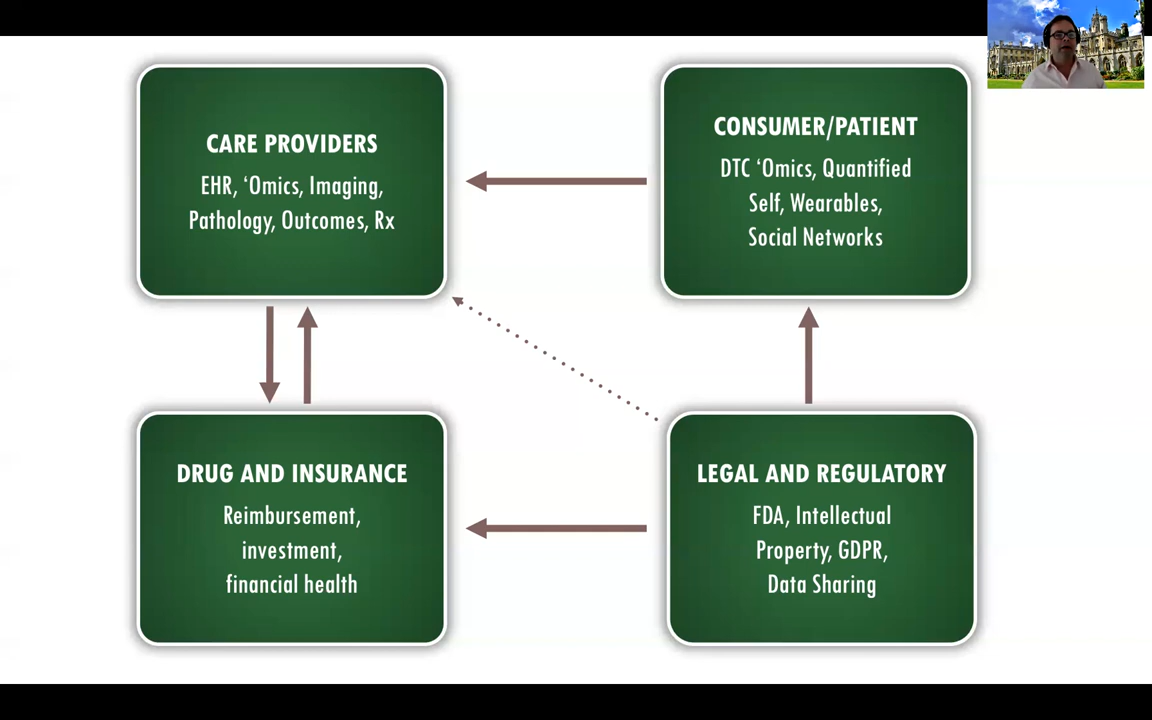 CARE PROVIDERS
EHR, ‘Omics, Imaging,
Pathology, Outcomes, Rx
CONSUMER/PATIENT
DTC ‘Omics, Quantified
Self, Wearables,
Social Networks
DRUG AND INSURANCE
Reimbursement,
investment,
financial health
LEGAL AND REGULATORY
FDA, Intellectual
Property, GDPR,
Data Sharing